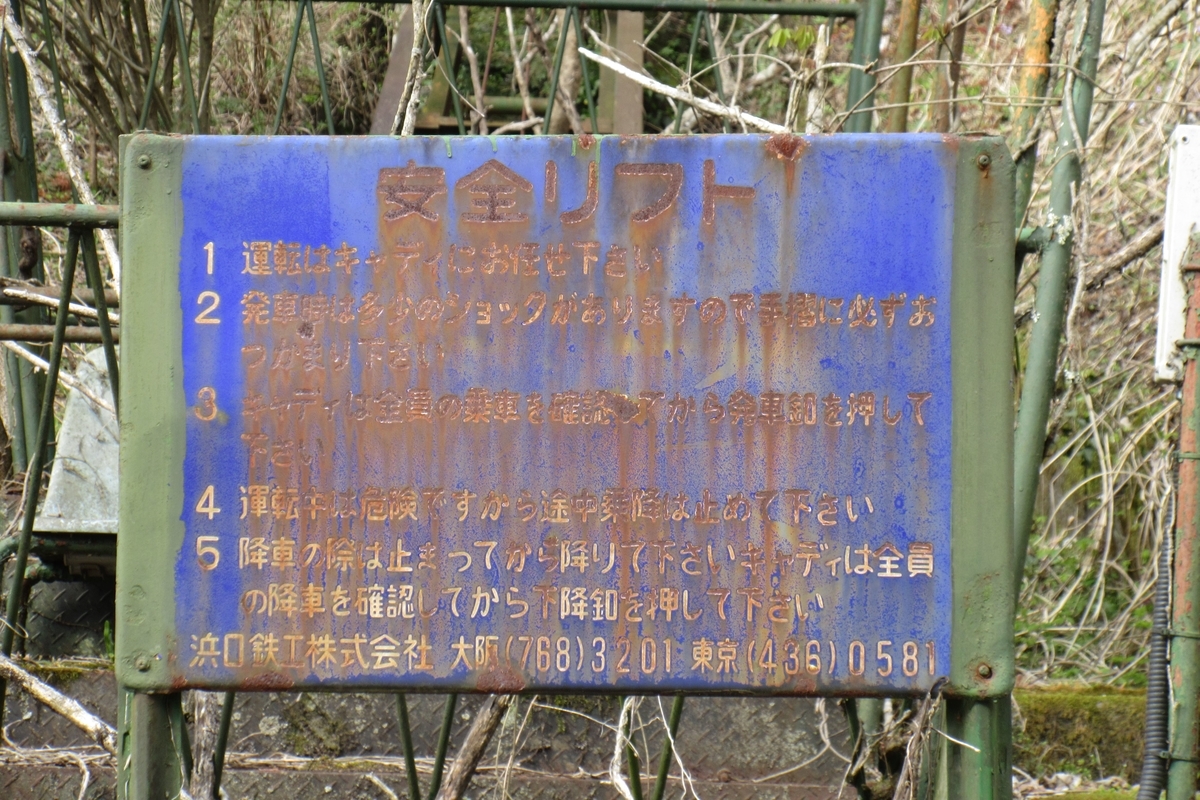 安全リフト
1 運転はキャディにお任せ下さい
2 発車時は多少のショックがありますので手摺に必ずお
つかまり下さい
3 キャディは全員の乗車を確認してから発車釦を押して
下さい
4 運転中は危険ですから途中乗降は止めて下さい
5 降車の際は止まってから降りて下さいキャディは全員
の降車を確認してから下降釦を押して下さい
浜口鉄工株式会社 大阪(768)3201 東京(436)0581